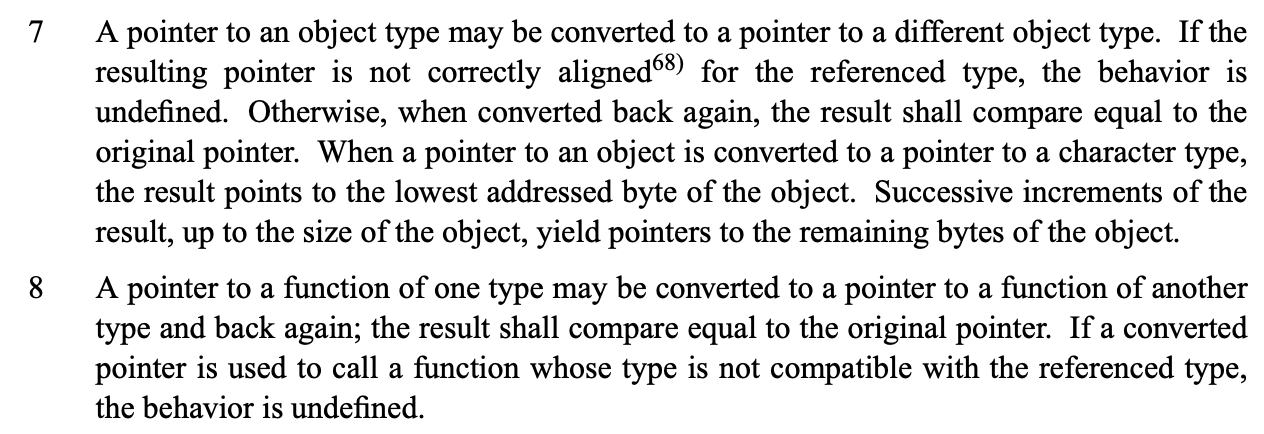 7 A pointer to an object type may be converted to a pointer to a different object type. If the
resulting pointer is not correctly aligned68) for the referenced type, the behavior is
undefined. Otherwise, when converted back again, the result shall compare equal to the
original pointer. When a pointer to an object is converted to a pointer to a character type,
the result points to the lowest addressed byte of the object. Successive increments of the
result, up to the size of the object, yield pointers to the remaining bytes of the object.
8 A pointer to a function of one type may be converted to a pointer to a function of another
type and back again; the result shall compare equal to the original pointer. If a converted
pointer is used to call a function whose type is not compatible with the referenced type,
the behavior is undefined.